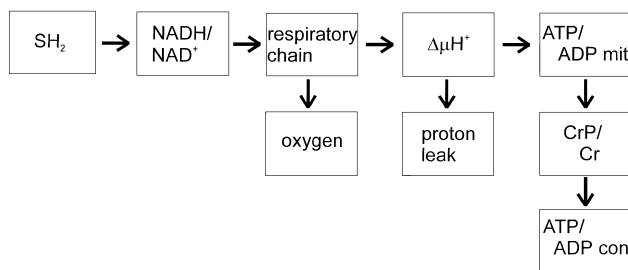 SH₂
NADH/
NAD⁺
respiratory
chain
ΔμH⁺
ATP/
ADP mit
oxygen
proton
leak
CrP/
Cr
ATP/
ADP con